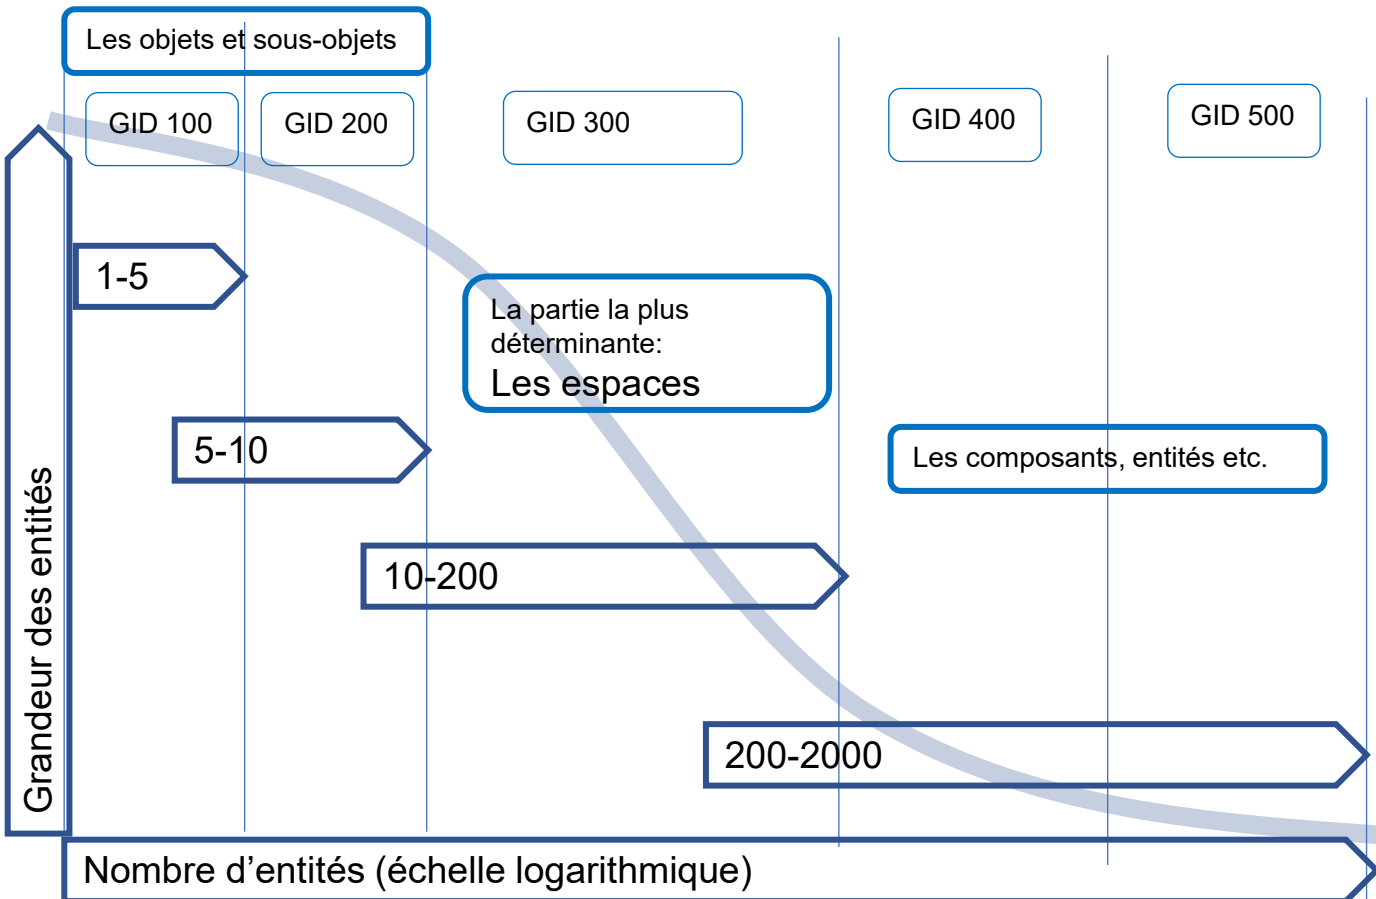 Les objets et sous-objets
GID 100
GID 200
GID 300
GID 400
GID 500
1-5
La partie la plus
déterminante:
Les espaces
5-10
Les composants, entités etc.
10-200
200-2000
Grandeur des entités
Nombre d’entités (échelle logarithmique)